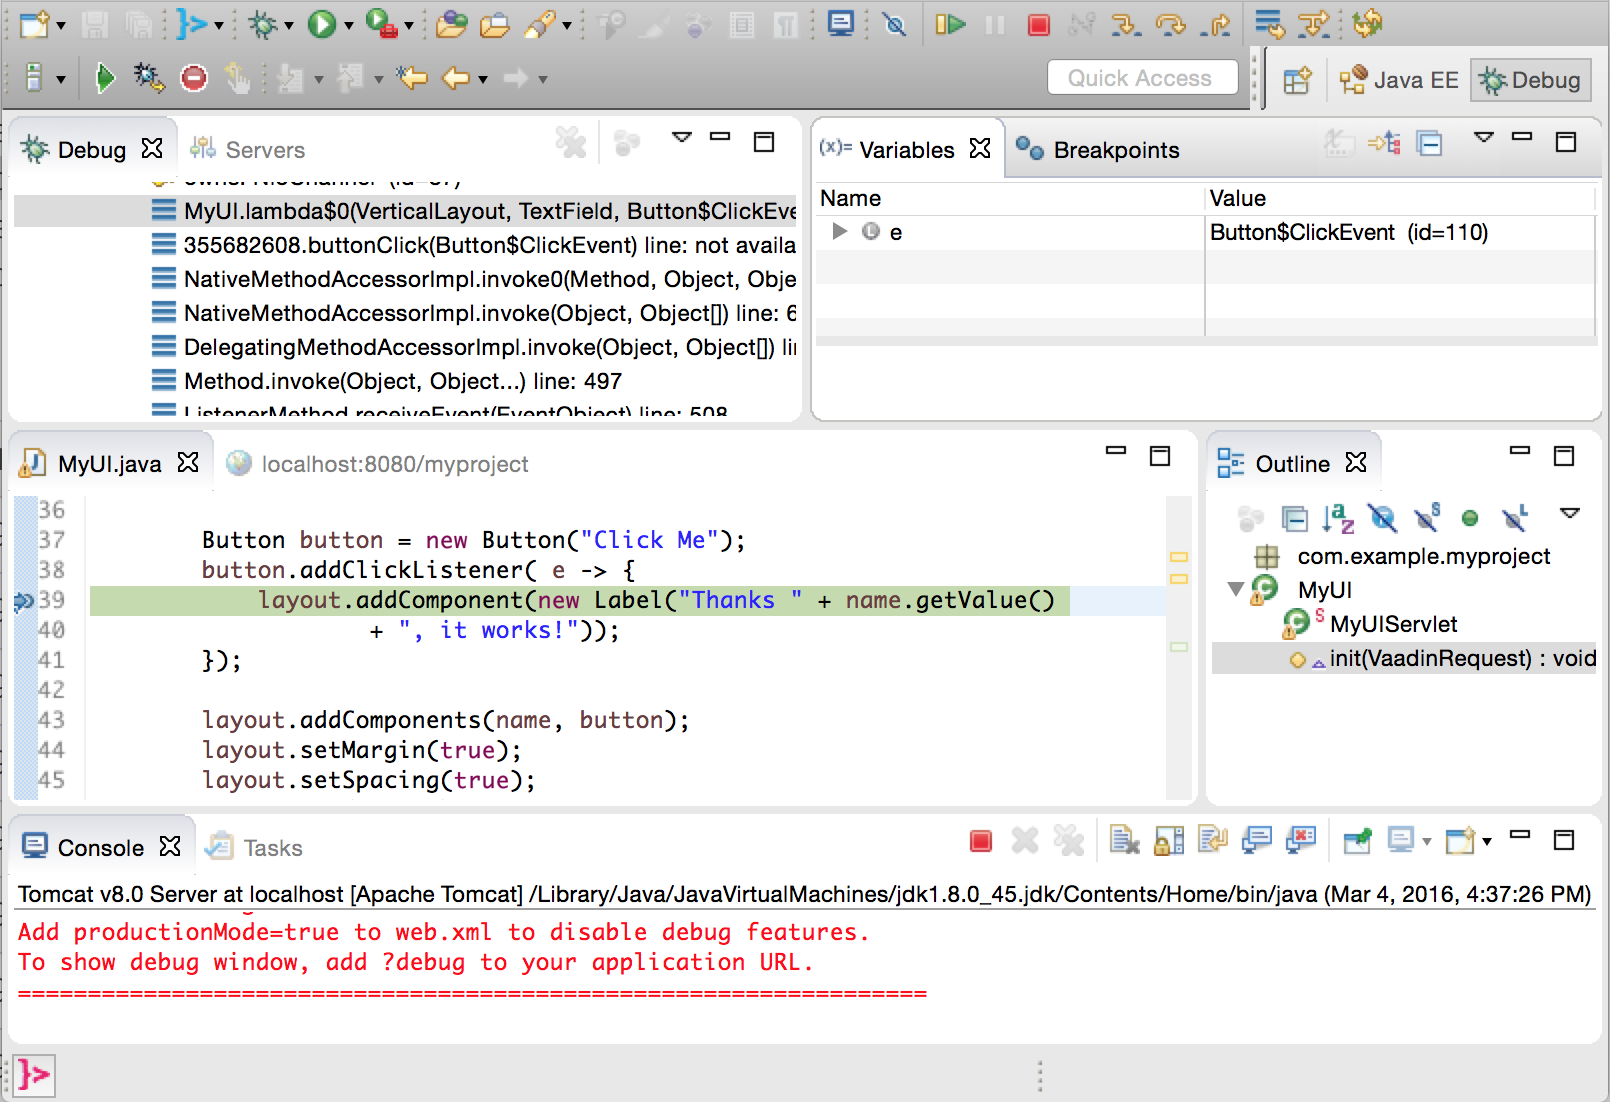 Quick Access
Java EE
Debug
Debug
Servers
MyUI.lambda$0(VerticalLayout, TextField, Button$ClickEve
355682608.buttonClick(Button$ClickEvent) line: not availa
NativeMethodAccessorImpl.invoke0(Method, Object, Obje
NativeMethodAccessorImpl.invoke(Object, Object[]) line: 6
DelegatingMethodAccessorImpl.invoke(Object, Object[]) li
Method.invoke(Object, Object...) line: 497
ListenerMethod.receiveEvent(EventObject) line: 508
(x)= Variables
Breakpoints
Name
Value
e
Button$ClickEvent (id=110)
MyUI.java
localhost:8080/myproject
36
37 Button button = new Button("Click Me");
38 button.addClickListener( e -> {
39 layout.addComponent(new Label("Thanks " + name.getValue()
40 + ", it works!"));
41 });
42
43 layout.addComponents(name, button);
44 layout.setMargin(true);
45 layout.setSpacing(true);
Outline
com.example.myproject
MyUI
MyUIServlet
init(VaadinRequest) : void
Console
Tasks
Tomcat v8.0 Server at localhost [Apache Tomcat] /Library/Java/JavaVirtualMachines/jdk1.8.0_45.jdk/Contents/Home/bin/java (Mar 4, 2016, 4:37:26 PM)
Add productionMode=true to web.xml to disable debug features.
To show debug window, add ?debug to your application URL.
=================================================================